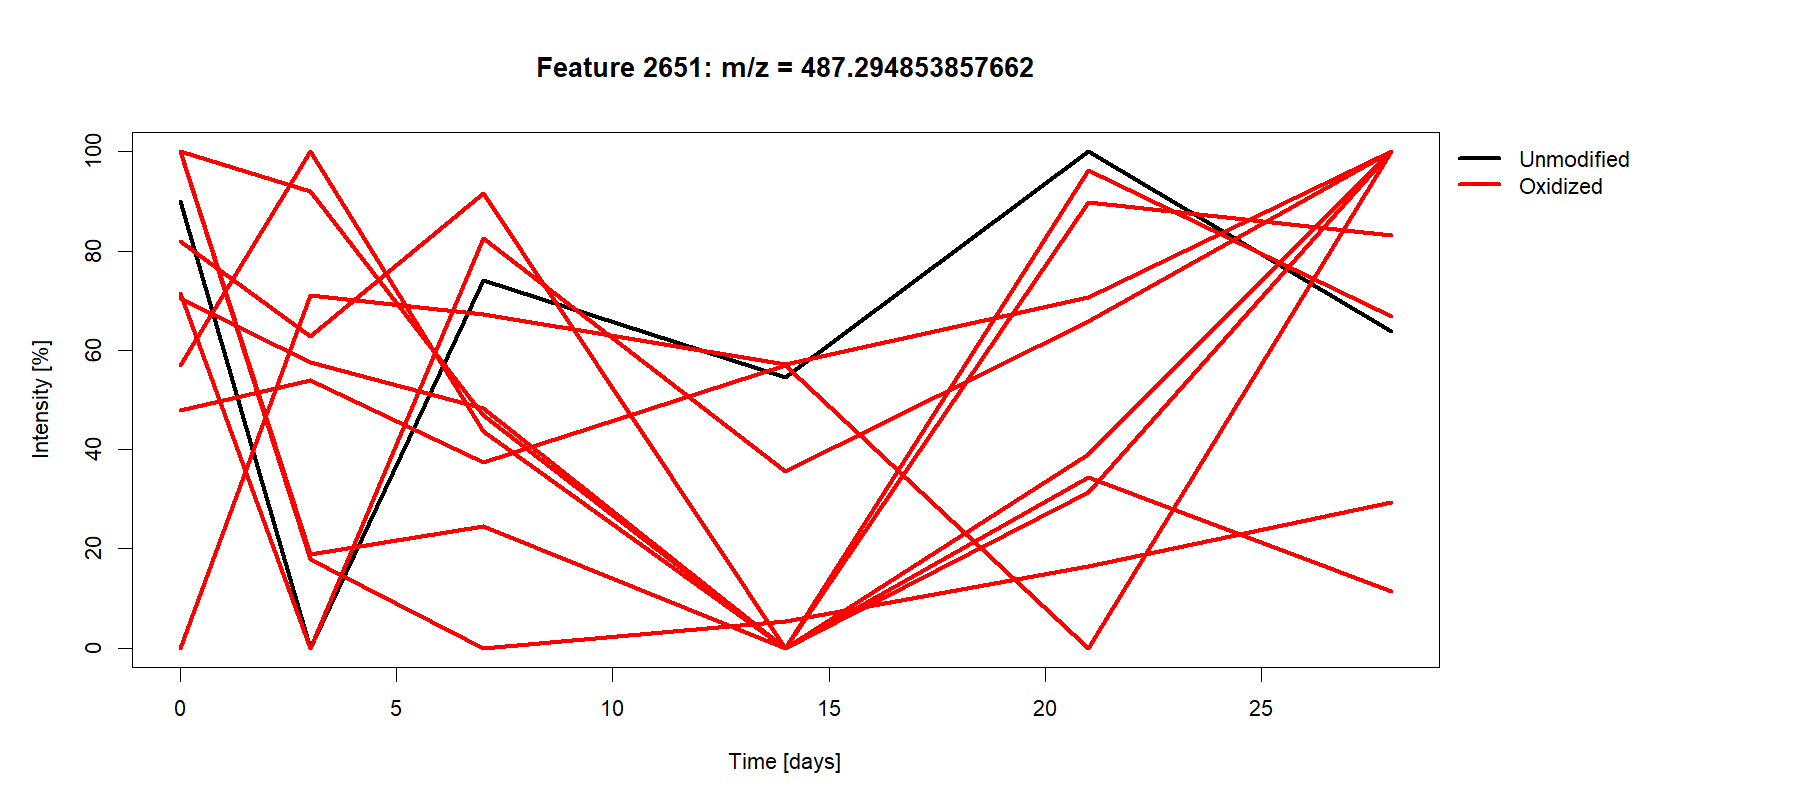 Feature 2651: m/z = 487.294853857662
Unmodified
Oxidized
Intensity [%]
100
80
60
40
20
0
0 5 10 15 20 25
Time [days]